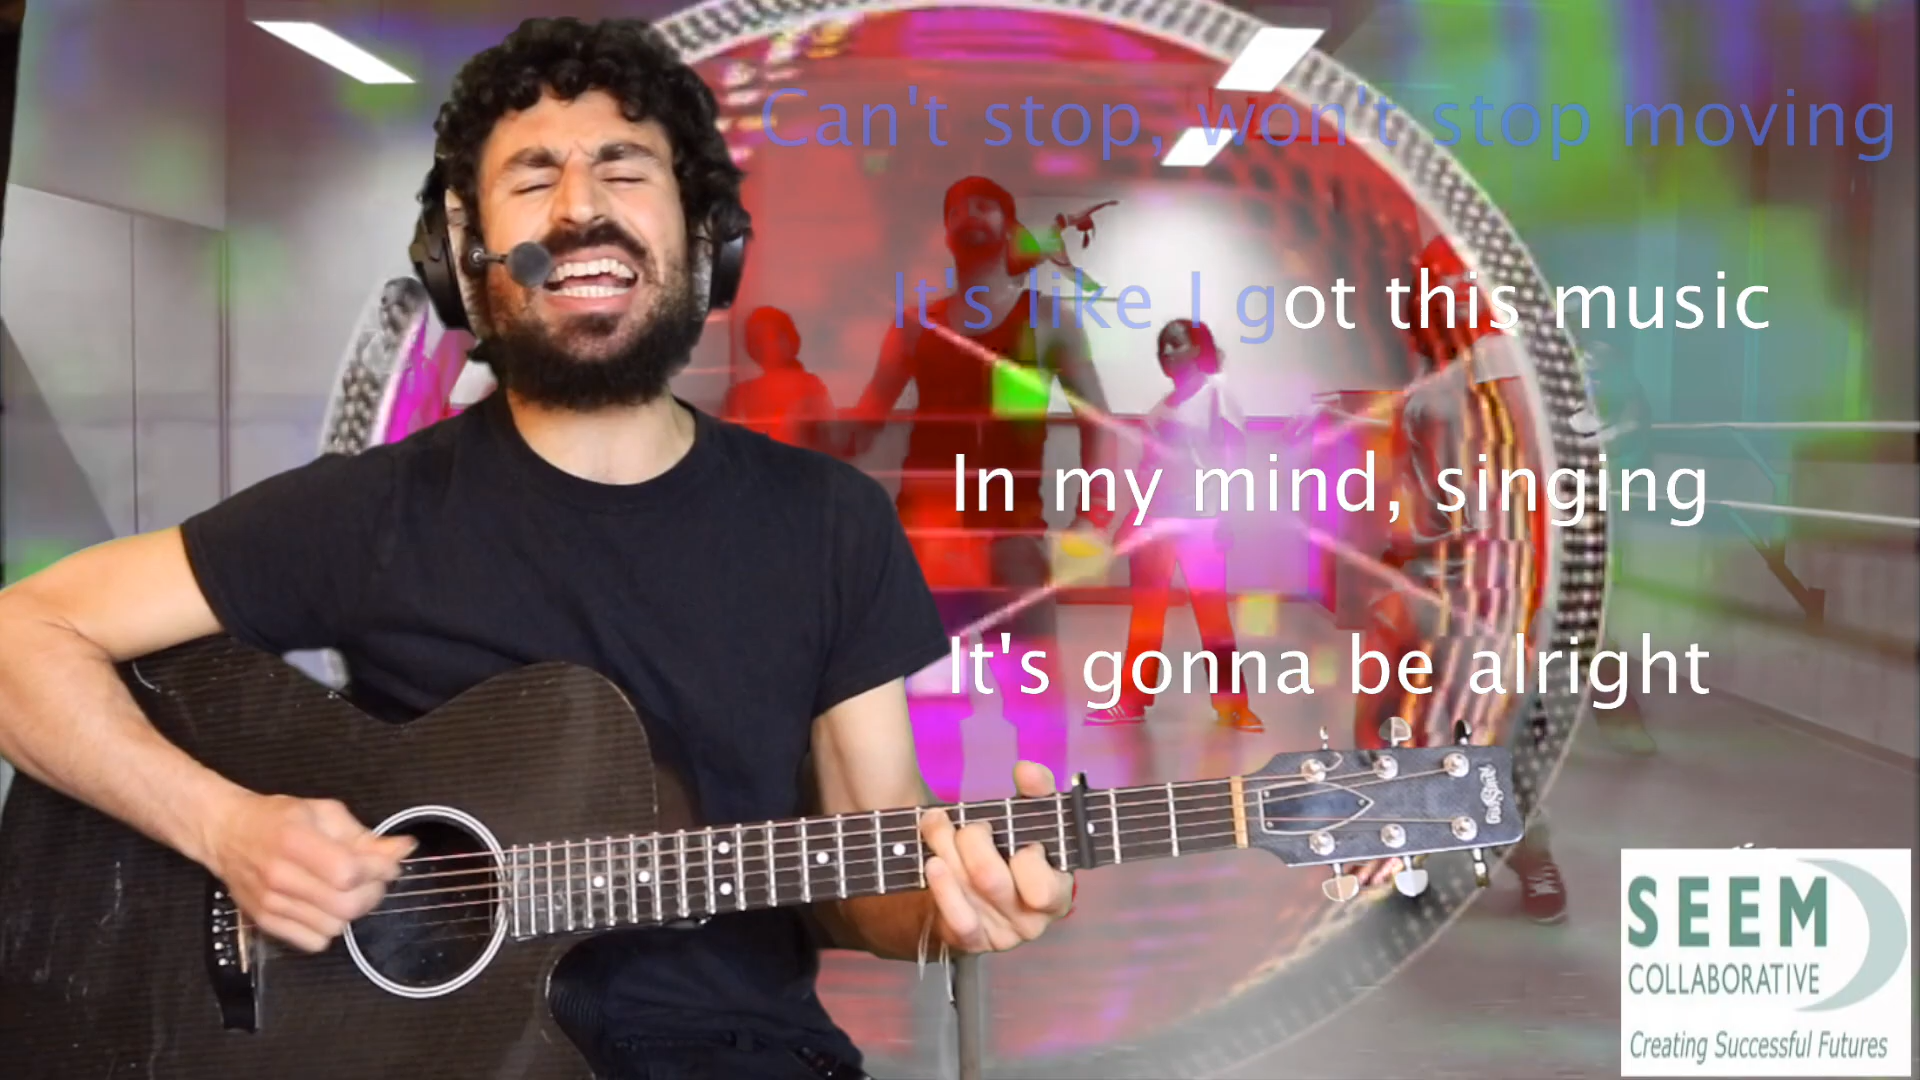 Can't stop, won't stop moving
It's like I got this music
In my mind, singing
It's gonna be alright
SEEM
COLLABORATIVE
Creating Successful Futures